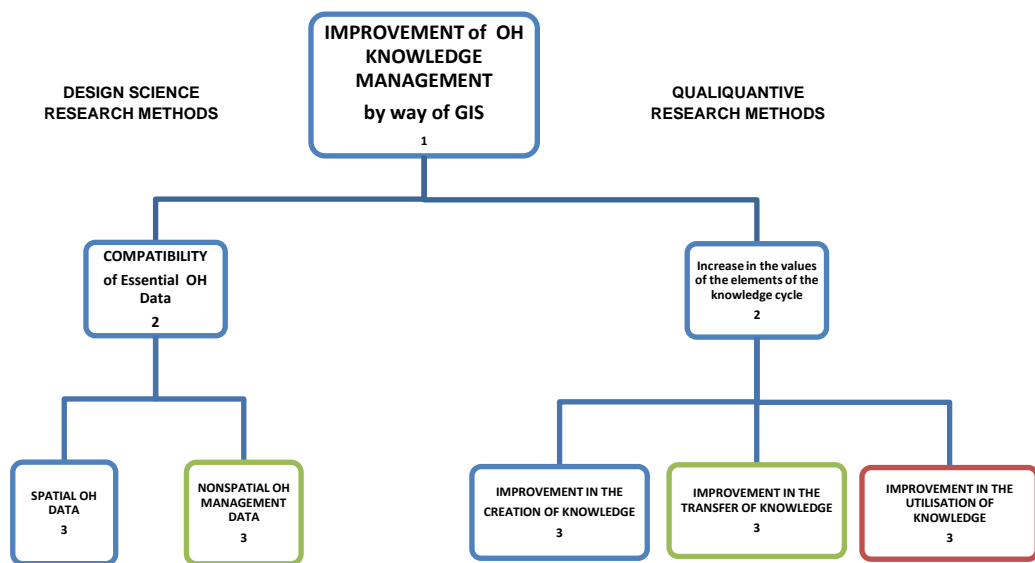 IMPROVEMENT of OH
KNOWLEDGE
MANAGEMENT
by way of GIS
1
DESIGN SCIENCE
RESEARCH METHODS
QUALIQUANTIVE
RESEARCH METHODS
COMPATIBILITY
of Essential OH
Data
2
Increase in the values
of the elements of the
knowledge cycle
2
SPATIAL OH
DATA
3
NONSPATIAL OH
MANAGEMENT
DATA
3
IMPROVEMENT IN THE
CREATION OF KNOWLEDGE
3
IMPROVEMENT IN THE
TRANSFER OF KNOWLEDGE
3
IMPROVEMENT IN THE
UTILISATION OF
KNOWLEDGE
3